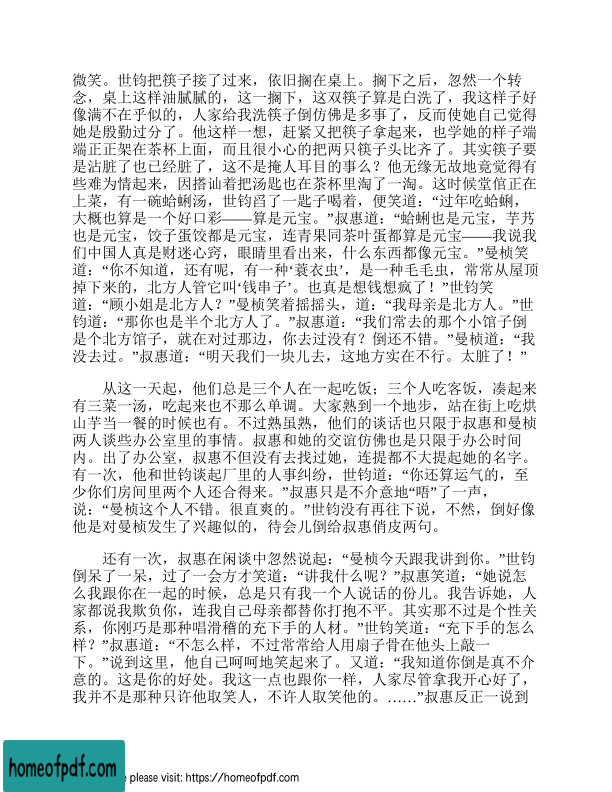 微笑。世钧把筷子接了过来，依旧搁在桌上。搁下之后，忽然一个转
念，桌上这样油腻腻的，这一搁下，这双筷子算是白洗了，我这样子好
像满不在乎似的，人家给我洗筷子倒仿佛是多事了，反而使她自己觉得
她是殷勤过分了。他这样一想，赶紧又把筷子拿起来，也学她的样子端
端正正架在茶杯上面，而且很小心的把两只筷子头比齐了。其实筷子要
是沾脏了也已经脏了，这不是掩人耳目的事么？他无缘无故地竟觉得有
些难为情起来，因搭讪着把汤匙也在茶杯里淘了一淘。这时候堂倌正在
上菜，有一碗蛤蜊汤，世钧舀了一匙子喝着，便笑道：“过年吃蛤蜊，
大概也算是一个好口彩——算是元宝。”叔惠道：“蛤蜊也是元宝，芋艿
也是元宝，饺子蛋饺都是元宝，连青果同茶叶蛋都算是元宝——我说我
们中国人真是财迷心窍，眼睛里看出来，什么东西都像元宝。”曼桢笑
道：“你不知道，还有呢，有一种‘蓑衣虫’，是一种毛毛虫，常常从屋顶
掉下来的，北方人管它叫‘钱串子’。也真是想钱想疯了！”世钧笑
道：“顾小姐是北方人？”曼桢笑着摇摇头，道：“我母亲是北方人。”世
钧道：“那你也是半个北方人了。”叔惠道：“我们常去的那个小馆子倒
是个北方馆子，就在对过那边，你去过没有？倒还不错。”曼桢道：“我
没去过。”叔惠道：“明天我们一块儿去，这地方实在不行。太脏了！”
从这一天起，他们总是三个人在一起吃饭；三个人吃客饭，凑起来
有三菜一汤，吃起来也不那么单调。大家熟到一个地步，站在街上吃烘
山芋当一餐的时候也有。不过熟虽熟，他们的谈话也只限于叔惠和曼桢
两人谈些办公室里的事情。叔惠和她的交谊仿佛也是只限于办公时间
内。出了办公室，叔惠不但没有去找过她，连提都不大提起她的名字。
有一次，他和世钧谈起厂里的人事纠纷，世钧道：“你还算运气的，至
少你们房间里两个人还合得来。”叔惠只是不介意地“唔”了一声，
说：“曼桢这个人不错。很直爽的。”世钧没有再往下说，不然，倒好像
他是对曼桢发生了兴趣似的，待会儿倒给叔惠俏皮两句。
还有一次，叔惠在闲谈中忽然说起：“曼桢今天跟我讲到你。”世钧
倒呆了一呆，过了一会方才笑道：“讲我什么呢？”叔惠笑道：“她说怎
么我跟你在一起的时候，总是只有我一个人说话的份儿。我告诉她，人
家都说我欺负你，连我自己母亲都替你打抱不平。其实那不过是个性关
系，你刚巧是那种唱滑稽的充下手的人材。”世钧笑道：“充下手的怎么
样？”叔惠道：“不怎么样，不过常常给人用扇子骨在他头上敲一
下。”说到这里，他自己呵呵地笑起来了。又道：“我知道你倒是真不介
意的。这是你的好处。我这一点也跟你一样，人家尽管拿我开心好了，
我并不是那种只许他取笑人，不许人取笑他的。……”叔惠反正一说到
homeofpdf.com
please visit: https://homeofpdf.com